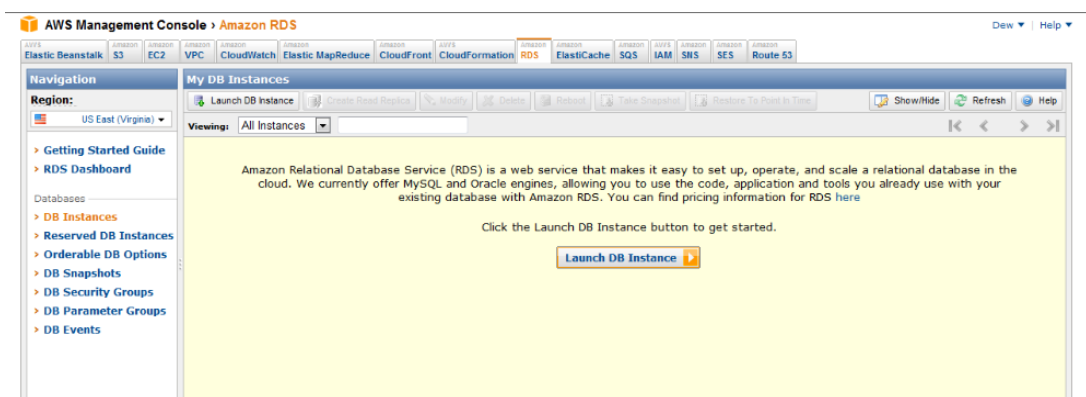 AWS Management Console › Amazon RDS
Dew ▼ | Help ▼
AWS Elastic Beanstalk
Amazon S3
Amazon EC2
Amazon VPC
Amazon CloudWatch
Amazon Elastic MapReduce
Amazon CloudFront
AWS CloudFormation
Amazon RDS
Amazon ElastiCache
Amazon SQS
AWS IAM
Amazon SNS
Amazon SES
Amazon Route 53
Navigation
Region:
US East (Virginia) ▾
› Getting Started Guide
› RDS Dashboard
Databases
› DB Instances
› Reserved DB Instances
› Orderable DB Options
› DB Snapshots
› DB Security Groups
› DB Parameter Groups
› DB Events
My DB Instances
Launch DB Instance Create Read Replica Modify Delete Reboot Take Snapshot Restore To Point In Time Show/Hide Refresh Help
Viewing: All Instances
Amazon Relational Database Service (RDS) is a web service that makes it easy to set up, operate, and scale a relational database in the
cloud. We currently offer MySQL and Oracle engines, allowing you to use the code, application and tools you already use with your
existing database with Amazon RDS. You can find pricing information for RDS here
Click the Launch DB Instance button to get started.
Launch DB Instance